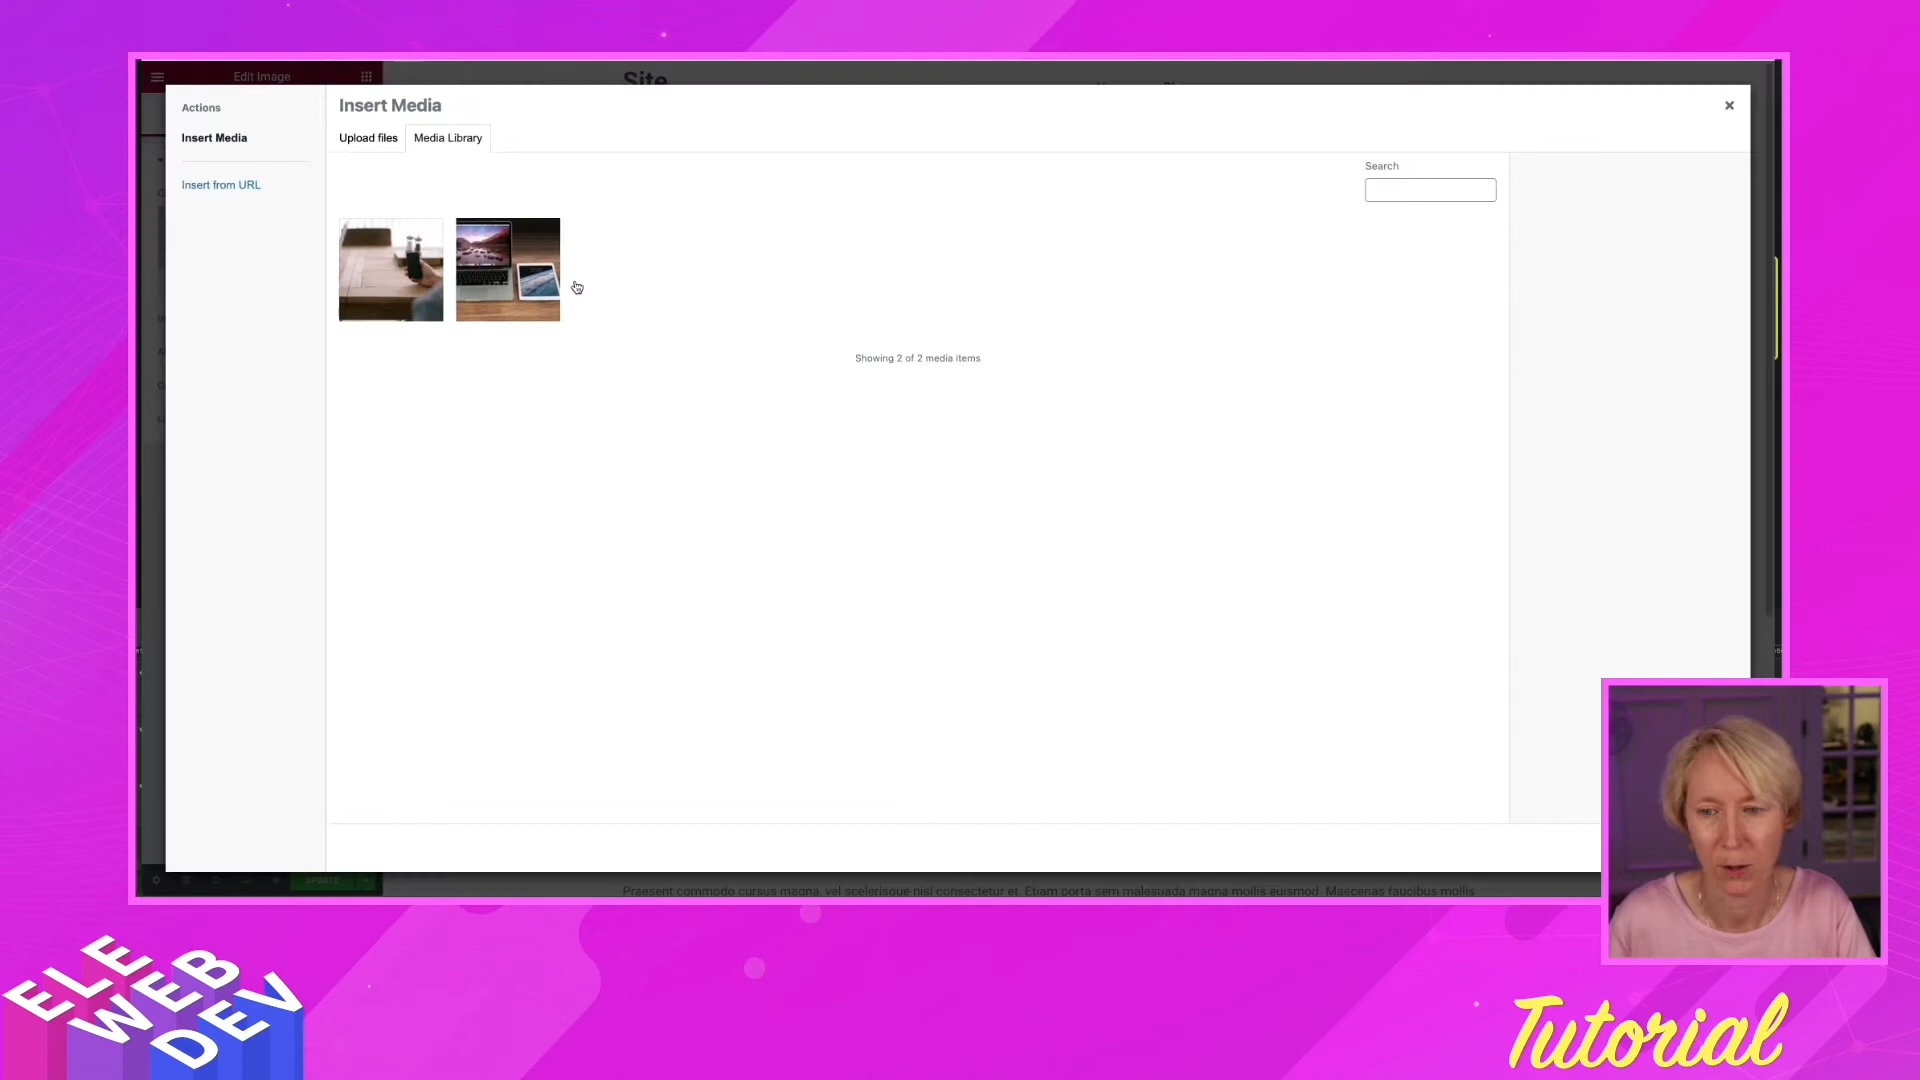 Edit Image
Site
Actions
Insert Media
Insert from URL
Insert Media
Upload files
Media Library
Search
Showing 2 of 2 media items
UPDATE
Praesent commodo cursus magna, vel scelerisque nisl consectetur et. Etiam porta sem malesuada magna mollis euismod. Maecenas faucibus mollis
ELE
WEB
DEV
Tutorial